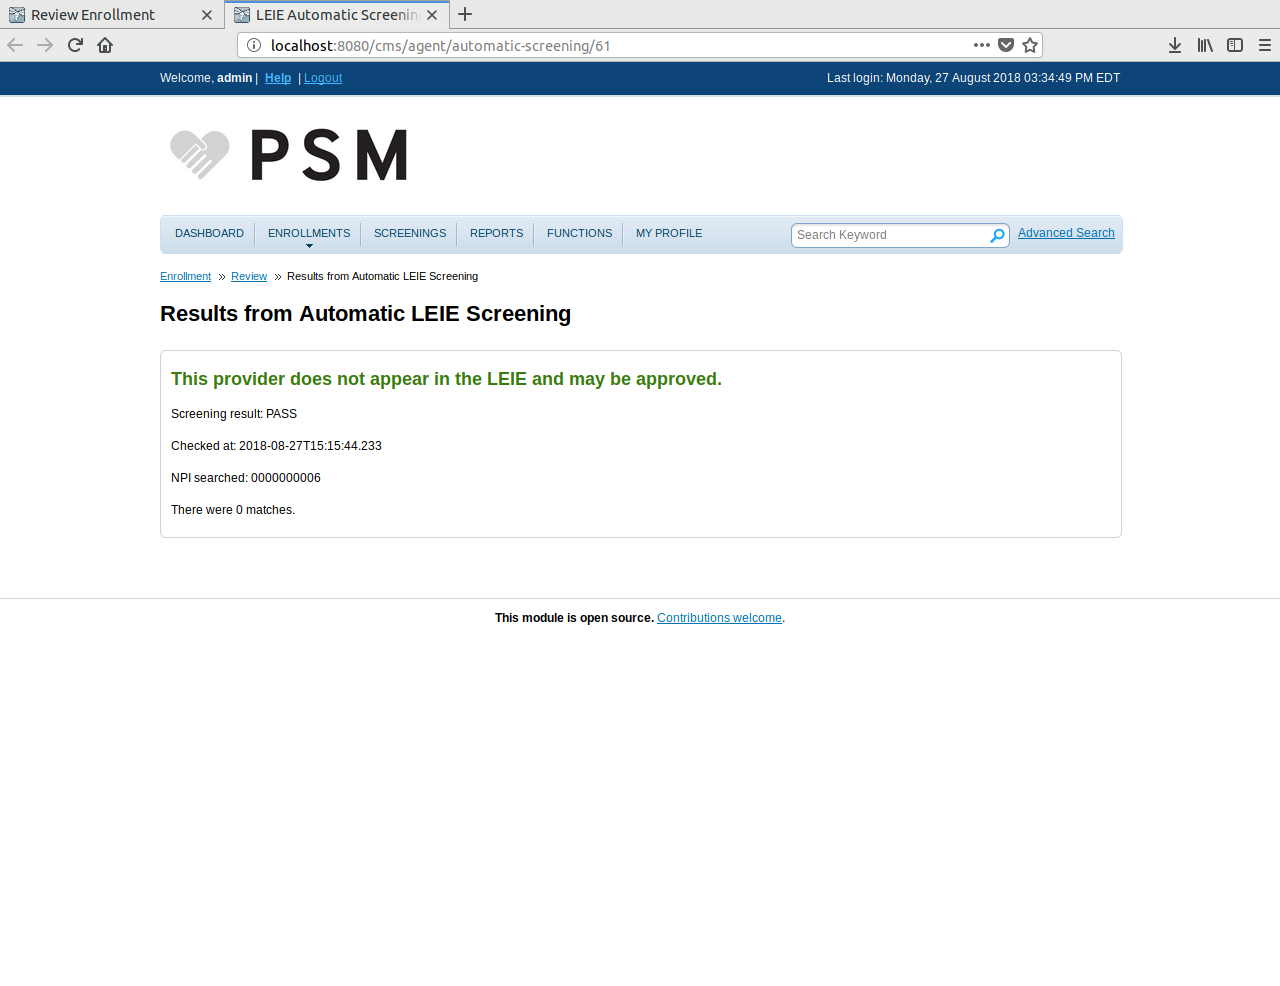 Review Enrollment
LEIE Automatic Screenin
localhost:8080/cms/agent/automatic-screening/61
Welcome, admin | Help | Logout
Last login: Monday, 27 August 2018 03:34:49 PM EDT
PSM
DASHBOARD ENROLLMENTS SCREENINGS REPORTS FUNCTIONS MY PROFILE
Search Keyword
Advanced Search
Enrollment » Review » Results from Automatic LEIE Screening
Results from Automatic LEIE Screening
This provider does not appear in the LEIE and may be approved.
Screening result: PASS
Checked at: 2018-08-27T15:15:44.233
NPI searched: 0000000006
There were 0 matches.
This module is open source. Contributions welcome.